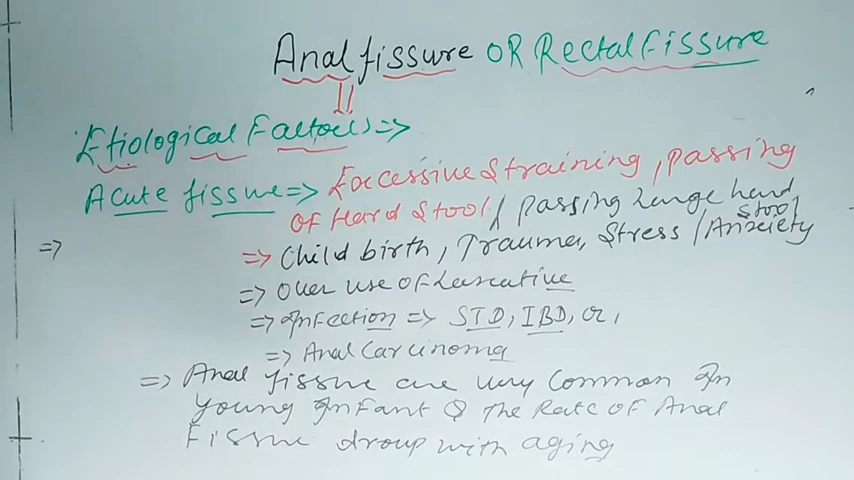 Anal fissure OR Rectal Fissure
Etiological Factors =>
Acute fissure => Excessive Straining, passing
of Hard Stool / passing large hard stool
=> => Child birth, Trauma, Stress / Anxiety
=> Over use of Laxative
=> Infection => STD, IBD, or,
=> Anal Carcinoma
=> Anal fissure are very common In
young Infant & the Rate of Anal
Fissure droup with aging